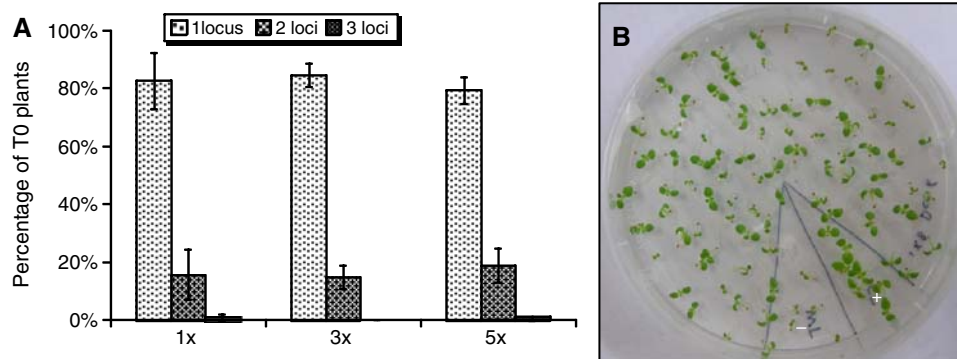 A
1locus 2 loci 3 loci
Percentage of T0 plants
100%
80%
60%
40%
20%
0%
1x 3x 5x
B
+
−